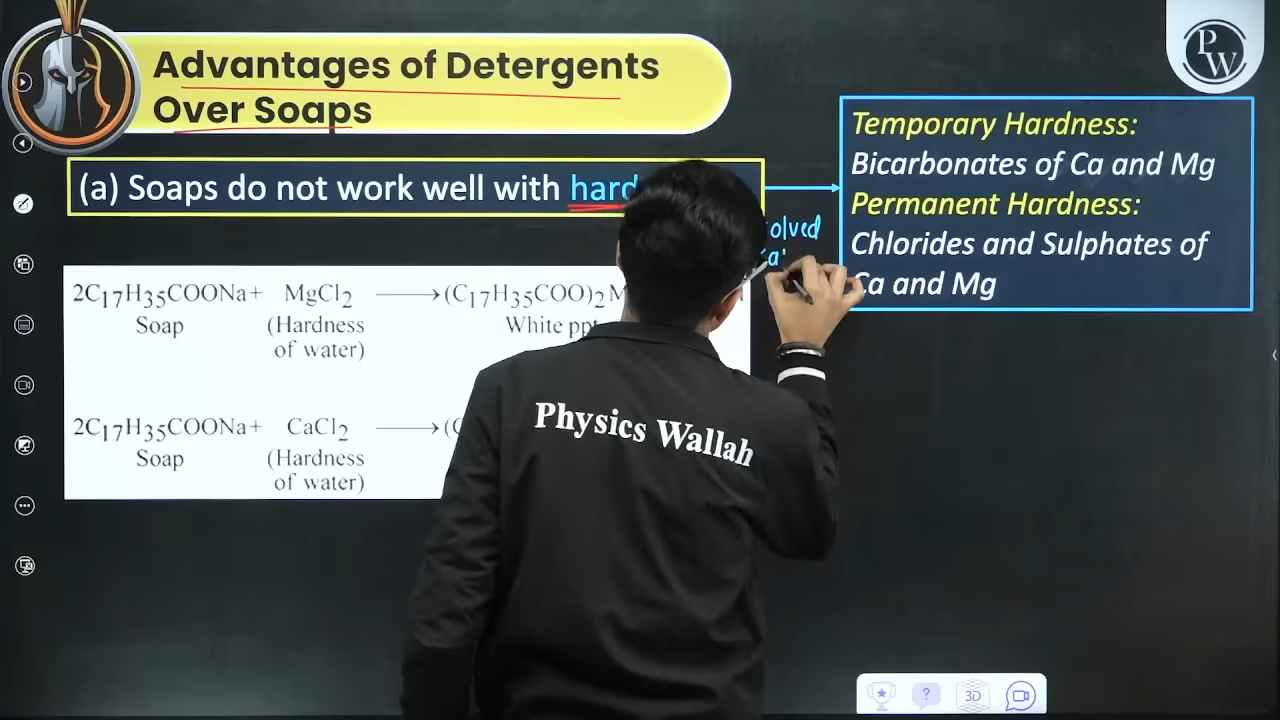 Advantages of Detergents
Over Soaps
P
W
(a) Soaps do not work well with hard
Temporary Hardness:
Bicarbonates of Ca and Mg
Permanent Hardness:
Chlorides and Sulphates of
Ca and Mg
2C₁₇H₃₅COONa+ MgCl₂ ⟶ (C₁₇H₃₅COO)₂M
Soap (Hardness White ppt
of water)
2C₁₇H₃₅COONa+ CaCl₂ ⟶ (C
Soap (Hardness
of water)
Physics Wallah
?
3D